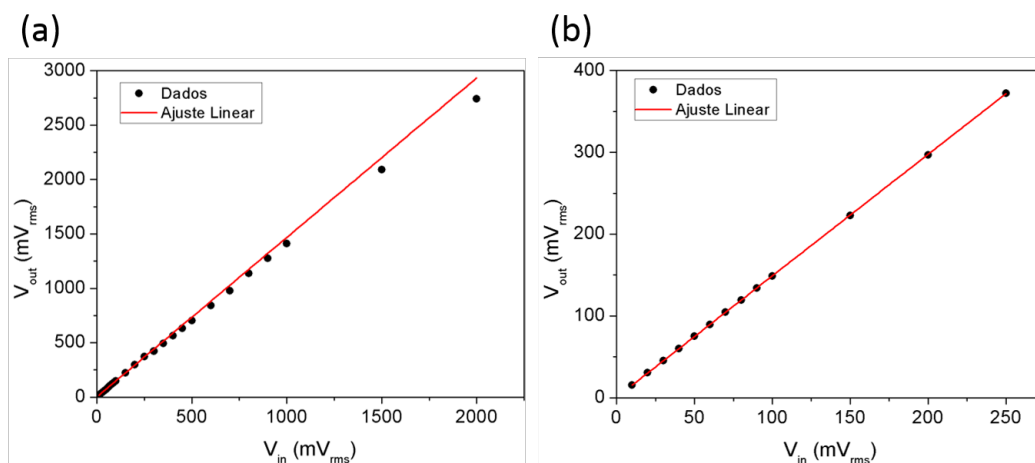 (a)
3000
2500
2000
1500
1000
500
0
V_out (mV_rms)
Dados
Ajuste Linear
0 500 1000 1500 2000
V_in (mV_rms)
(b)
400
300
200
100
0
V_out (mV_rms)
Dados
Ajuste Linear
0 50 100 150 200 250
V_in (mV_rms)